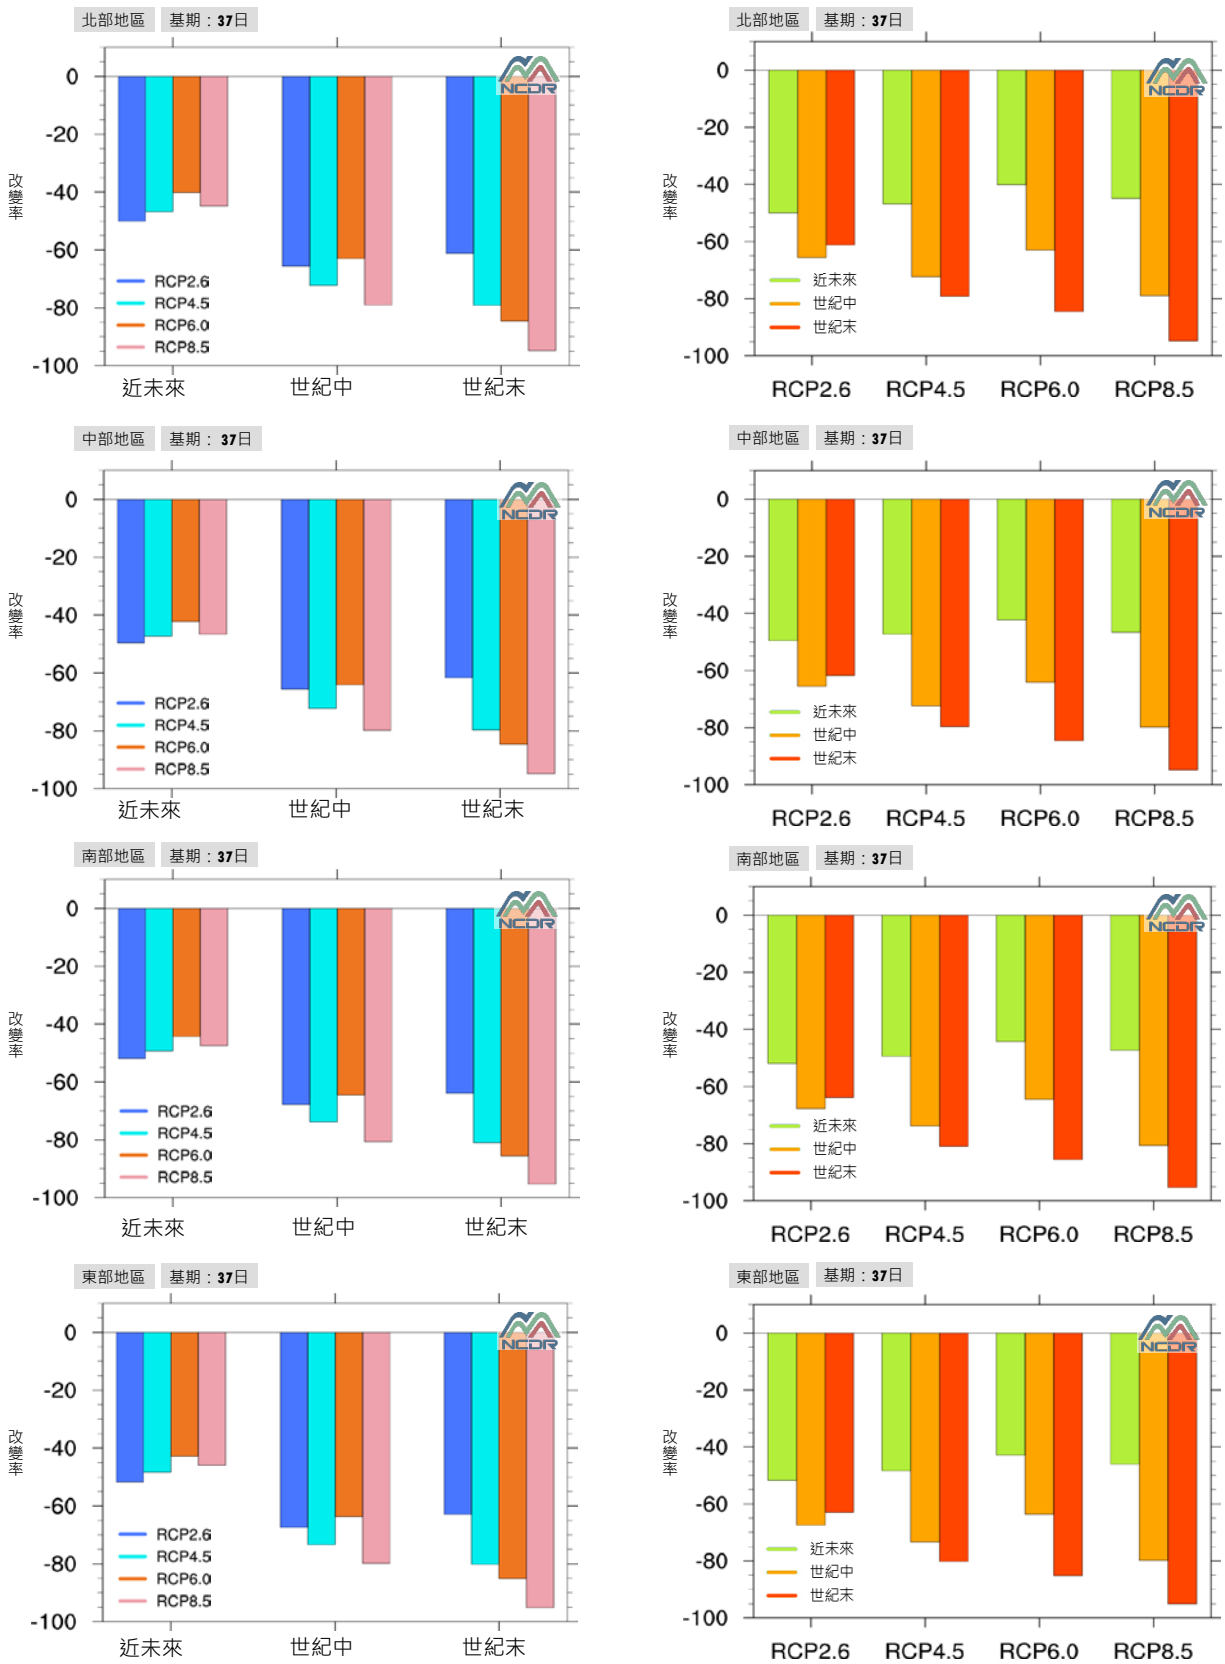 北部地區 基期：37日
0
-20
-40
-60
-80
-100
改變率
RCP2.6
RCP4.5
RCP6.0
RCP8.5
近未來 世紀中 世紀末
NCDR
北部地區 基期：37日
0
-20
-40
-60
-80
-100
改變率
近未來
世紀中
世紀末
RCP2.6 RCP4.5 RCP6.0 RCP8.5
NCDR
中部地區 基期：37日
0
-20
-40
-60
-80
-100
改變率
RCP2.6
RCP4.5
RCP6.0
RCP8.5
近未來 世紀中 世紀末
NCDR
中部地區 基期：37日
0
-20
-40
-60
-80
-100
改變率
近未來
世紀中
世紀末
RCP2.6 RCP4.5 RCP6.0 RCP8.5
NCDR
南部地區 基期：37日
0
-20
-40
-60
-80
-100
改變率
RCP2.6
RCP4.5
RCP6.0
RCP8.5
近未來 世紀中 世紀末
NCDR
南部地區 基期：37日
0
-20
-40
-60
-80
-100
改變率
近未來
世紀中
世紀末
RCP2.6 RCP4.5 RCP6.0 RCP8.5
NCDR
東部地區 基期：37日
0
-20
-40
-60
-80
-100
改變率
RCP2.6
RCP4.5
RCP6.0
RCP8.5
近未來 世紀中 世紀末
NCDR
東部地區 基期：37日
0
-20
-40
-60
-80
-100
改變率
近未來
世紀中
世紀末
RCP2.6 RCP4.5 RCP6.0 RCP8.5
NCDR